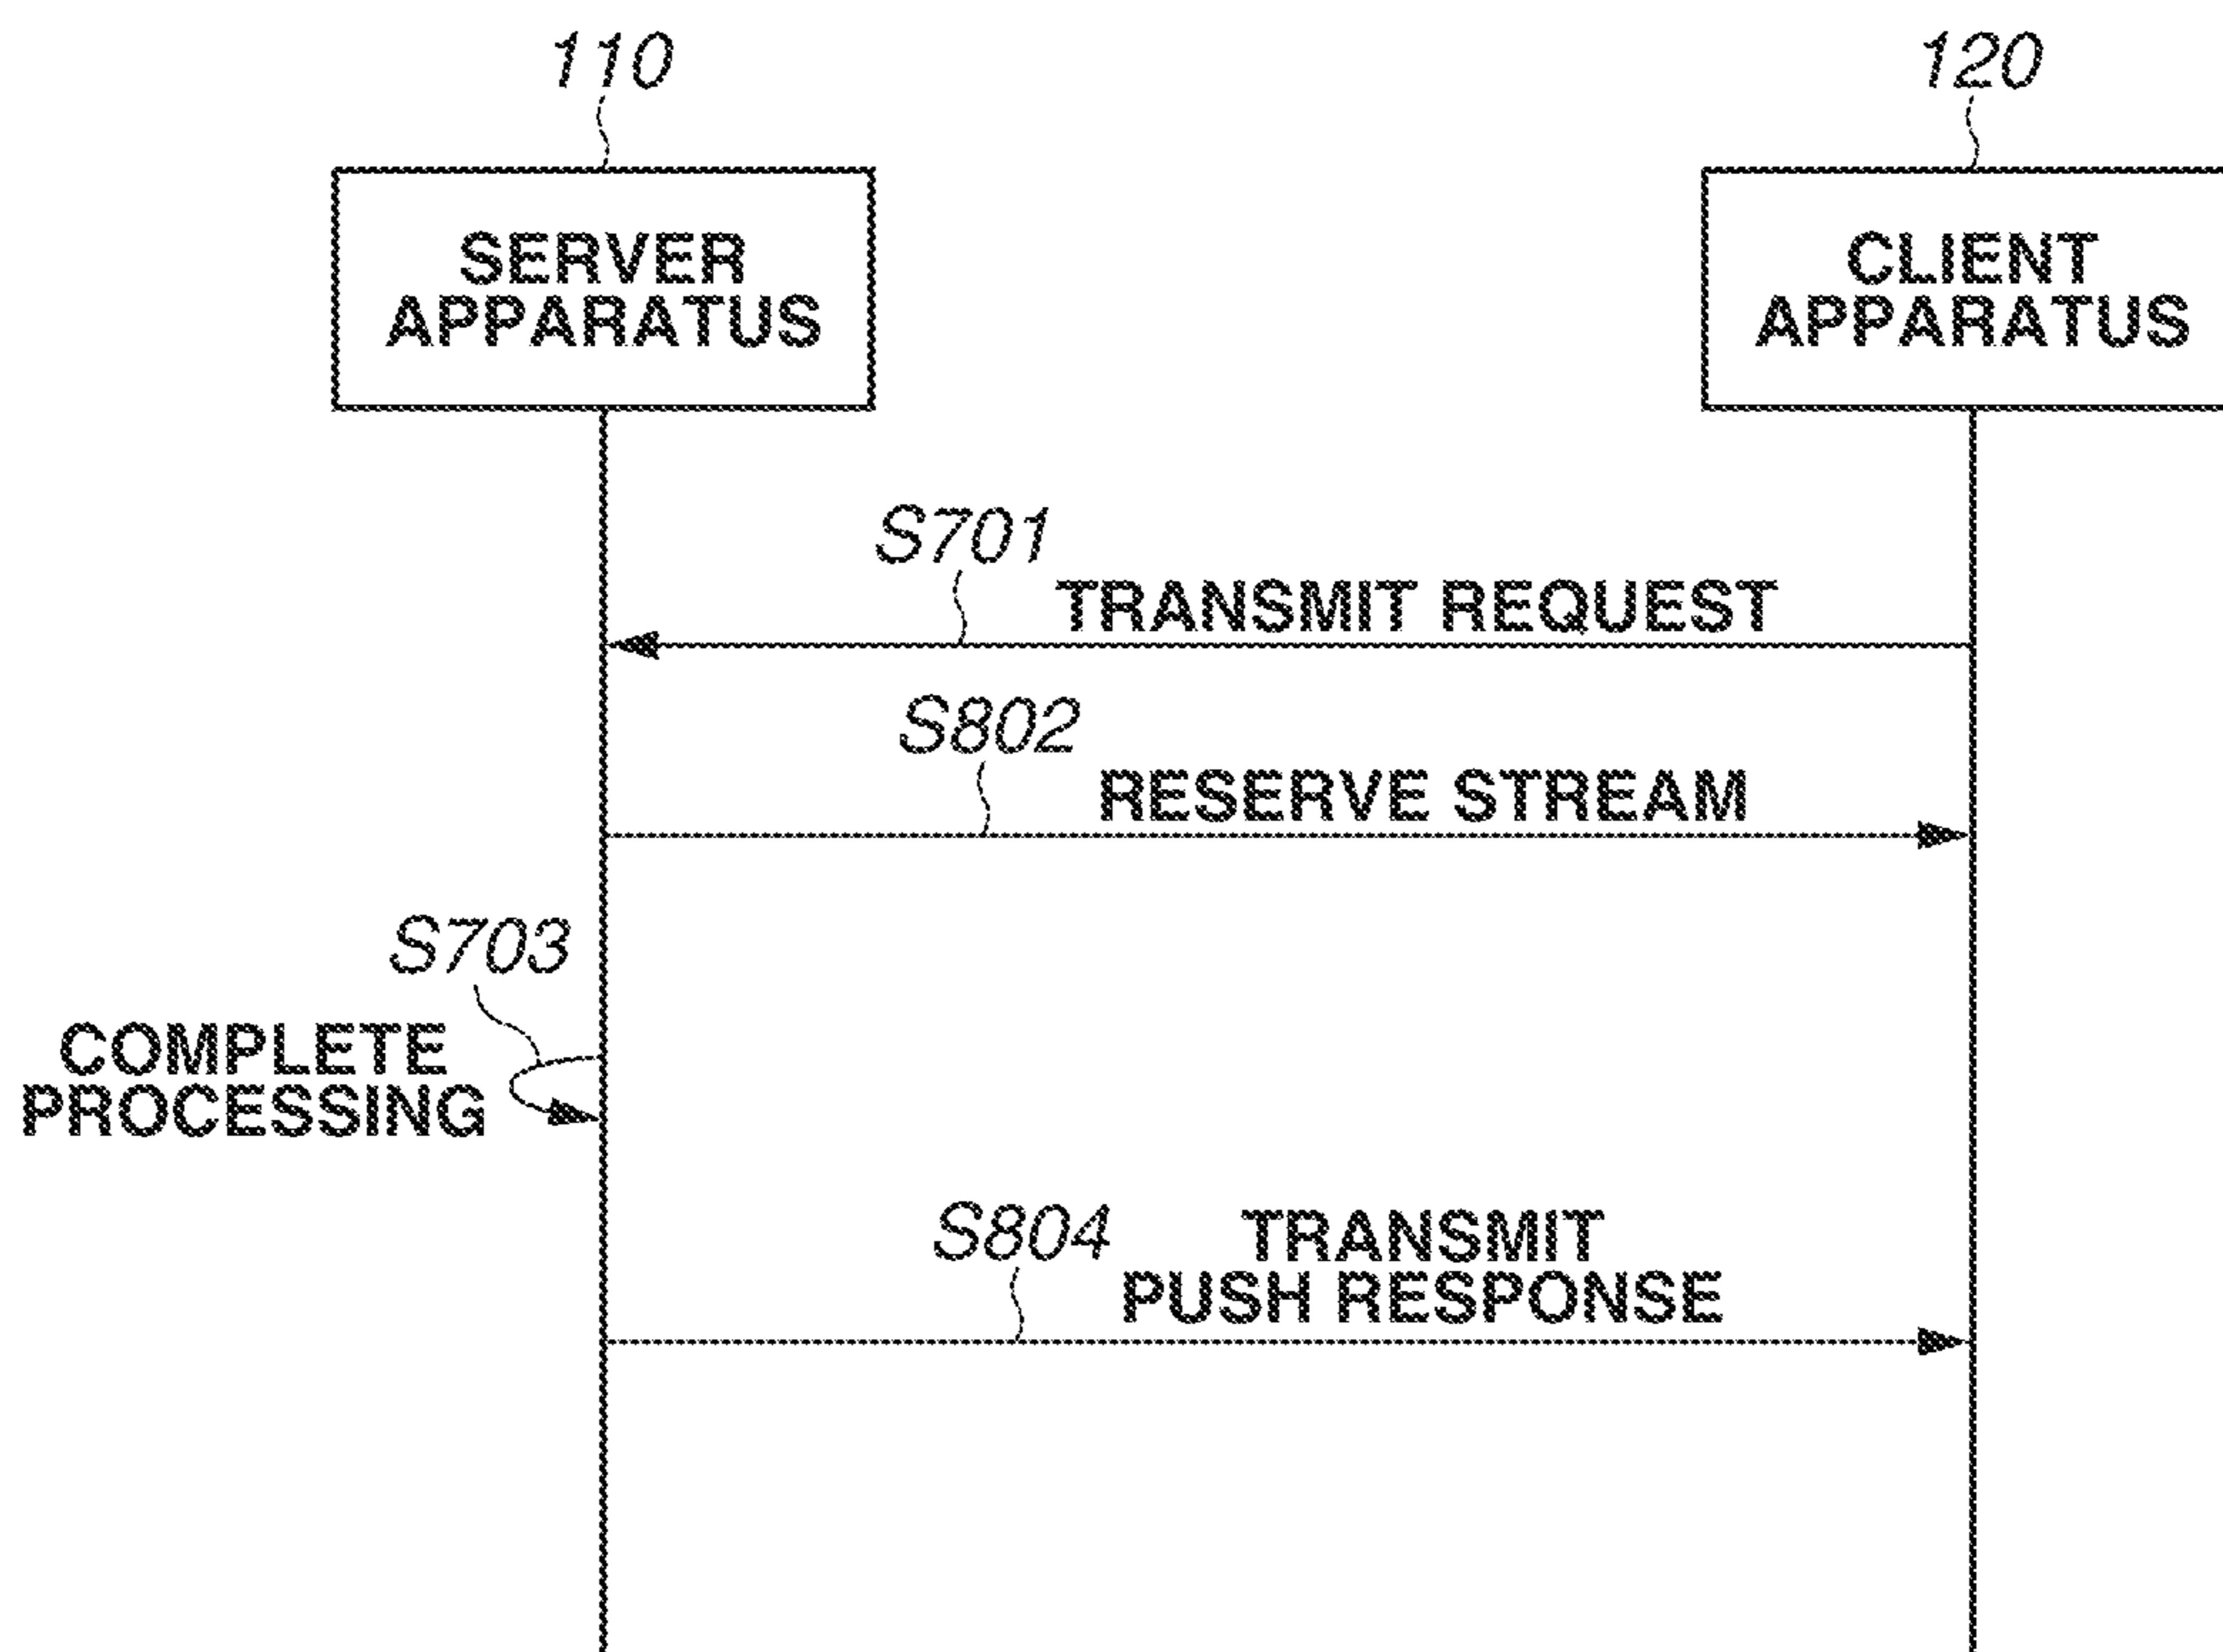 110
120
SERVER
APPARATUS
CLIENT
APPARATUS
S701
TRANSMIT REQUEST
S802
RESERVE STREAM
S703
COMPLETE
PROCESSING
S804
TRANSMIT
PUSH RESPONSE